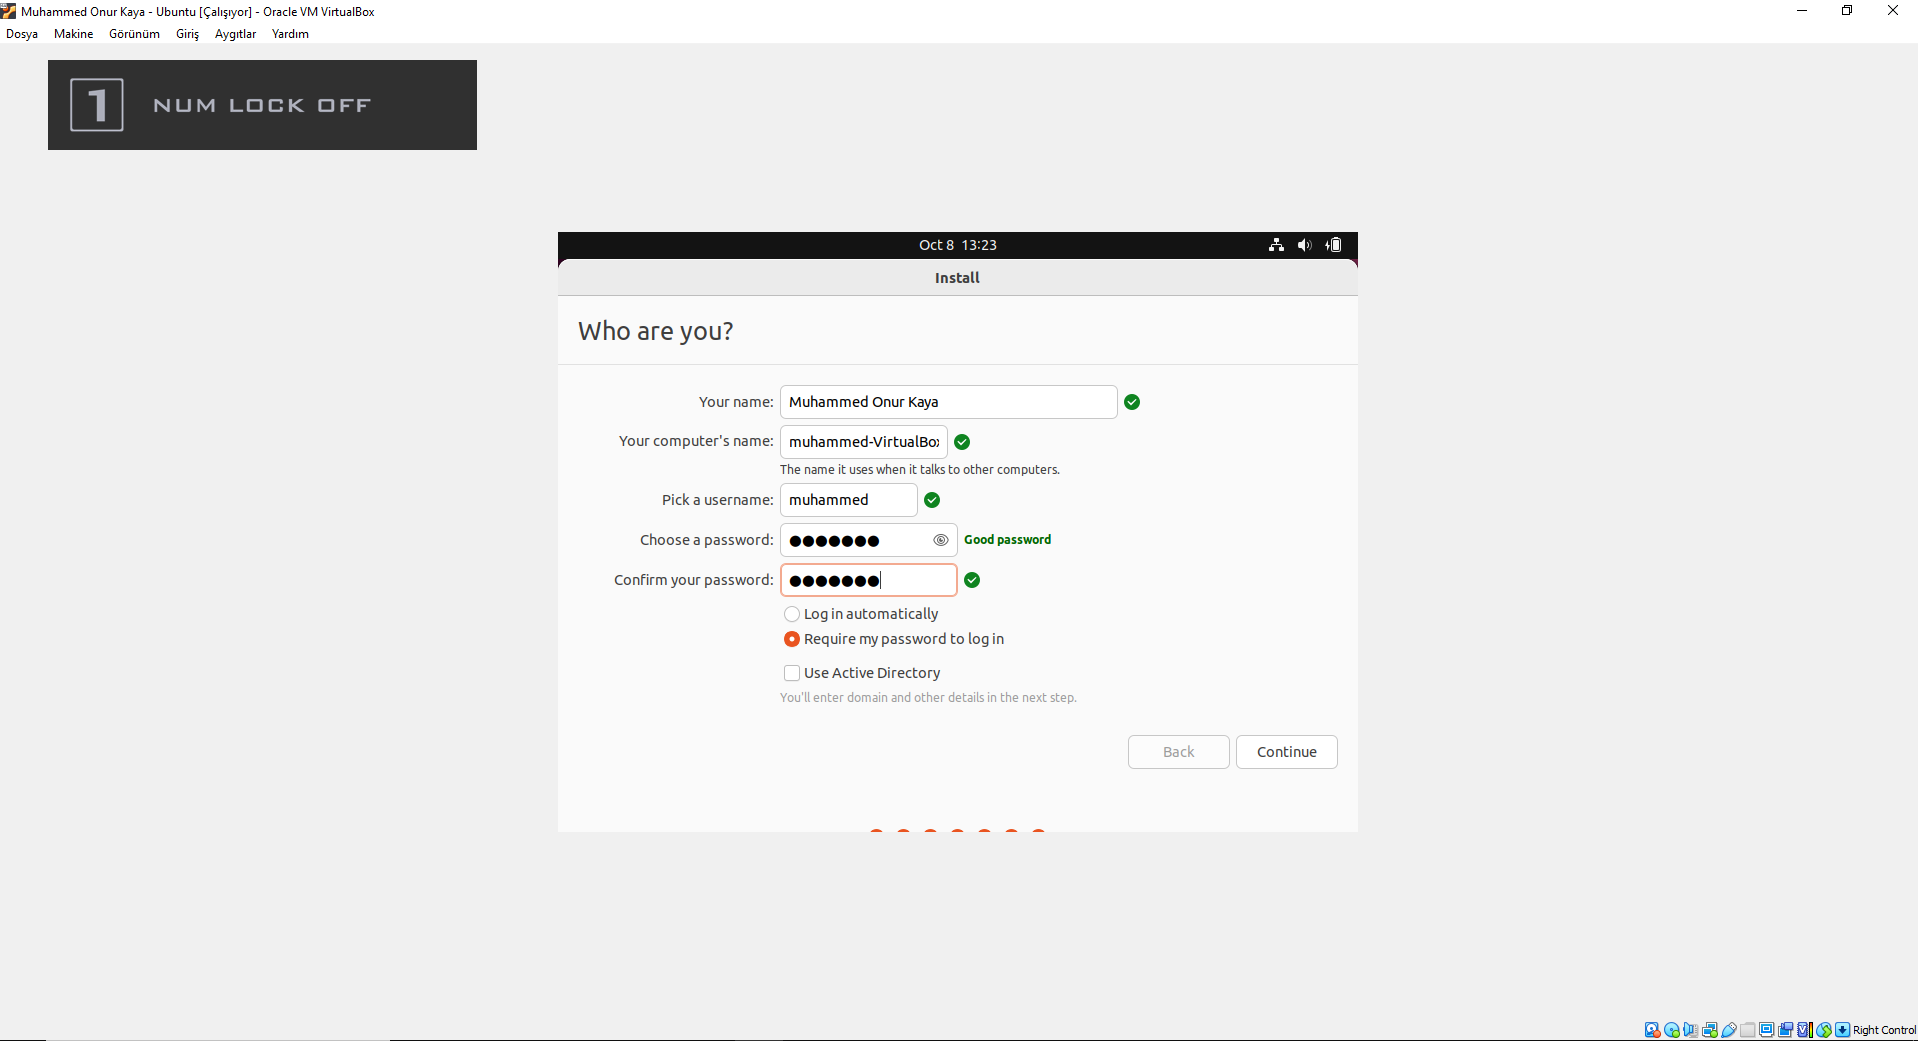 Muhammed Onur Kaya - Ubuntu [Çalışıyor] - Oracle VM VirtualBox
Dosya Makine Görünüm Giriş Aygıtlar Yardım
1 NUM LOCK OFF
Oct 8 13:23
Install
Who are you?
Your name: Muhammed Onur Kaya
Your computer's name: muhammed-VirtualBox
The name it uses when it talks to other computers.
Pick a username: muhammed
Choose a password: ●●●●●●● Good password
Confirm your password: ●●●●●●●
Log in automatically
Require my password to log in
Use Active Directory
You'll enter domain and other details in the next step.
Back Continue
Right Control